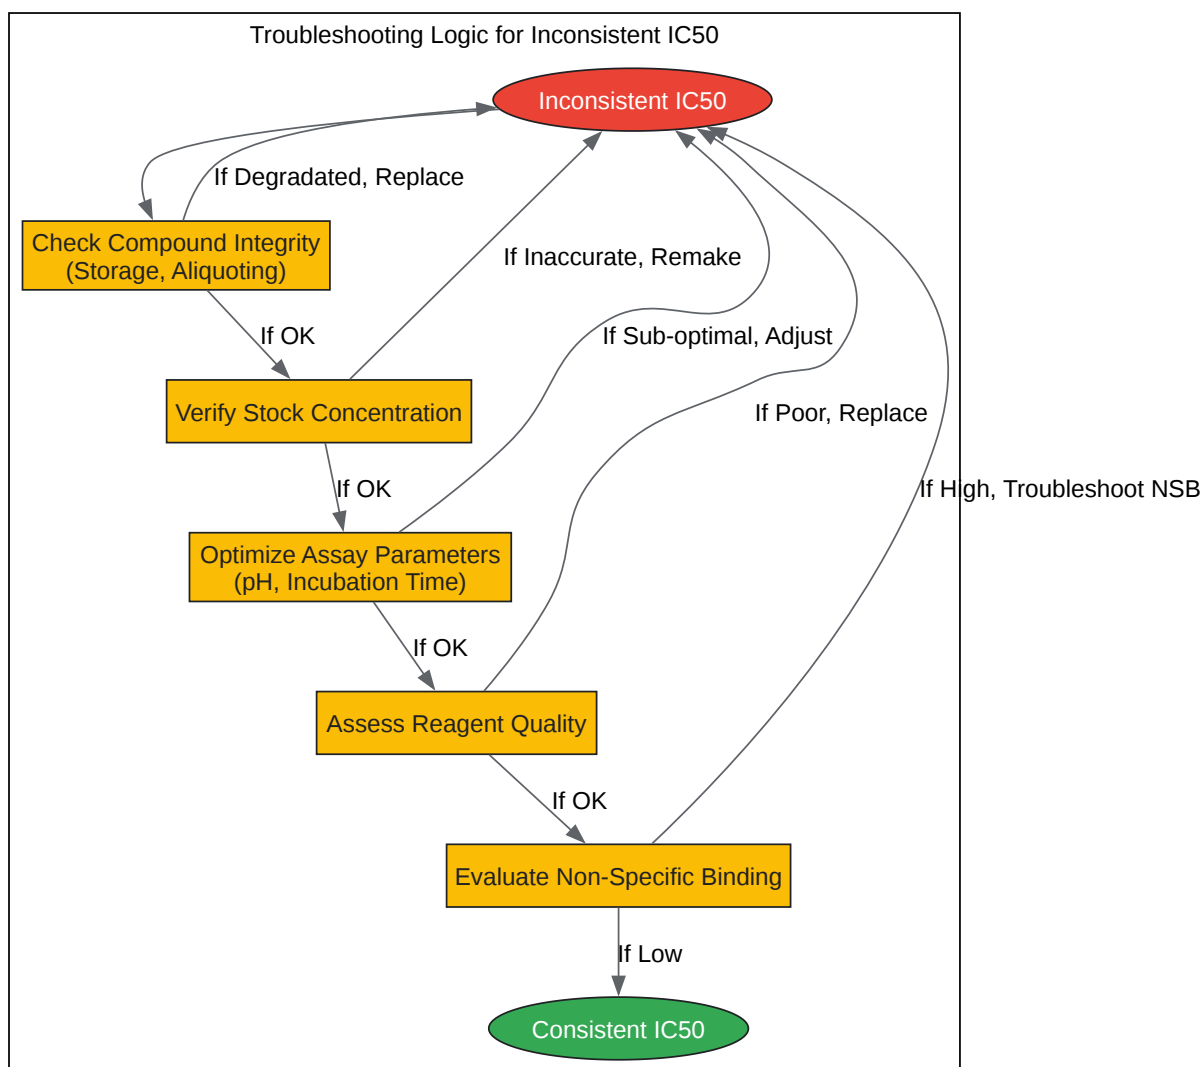 Troubleshooting Logic for Inconsistent IC50
Inconsistent IC50
If Degradated, Replace
Check Compound Integrity
(Storage, Aliquoting)
If Inaccurate, Remake
If OK
If Sub-optimal, Adjust
Verify Stock Concentration
If Poor, Replace
If OK
If High, Troubleshoot NSB
Optimize Assay Parameters
(pH, Incubation Time)
If OK
Assess Reagent Quality
If OK
Evaluate Non-Specific Binding
If Low
Consistent IC50